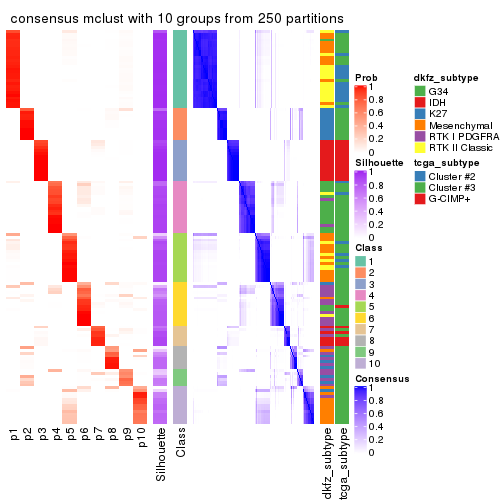 consensus mclust with 10 groups from 250 partitions
Prob
1
0.8
0.6
0.4
0.2
0
Silhouette
1
0.8
0.6
0.4
0.2
0
Class
1
2
3
4
5
6
7
8
9
10
Consensus
1
0.8
0.6
0.4
0.2
0
dkfz_subtype
G34
IDH
K27
Mesenchymal
RTK I PDGFRA
RTK II Classic
tcga_subtype
Cluster #2
Cluster #3
G-CIMP+
p1
p2
p3
p4
p5
p6
p7
p8
p9
p10
Silhouette
Class
dkfz_subtype
tcga_subtype